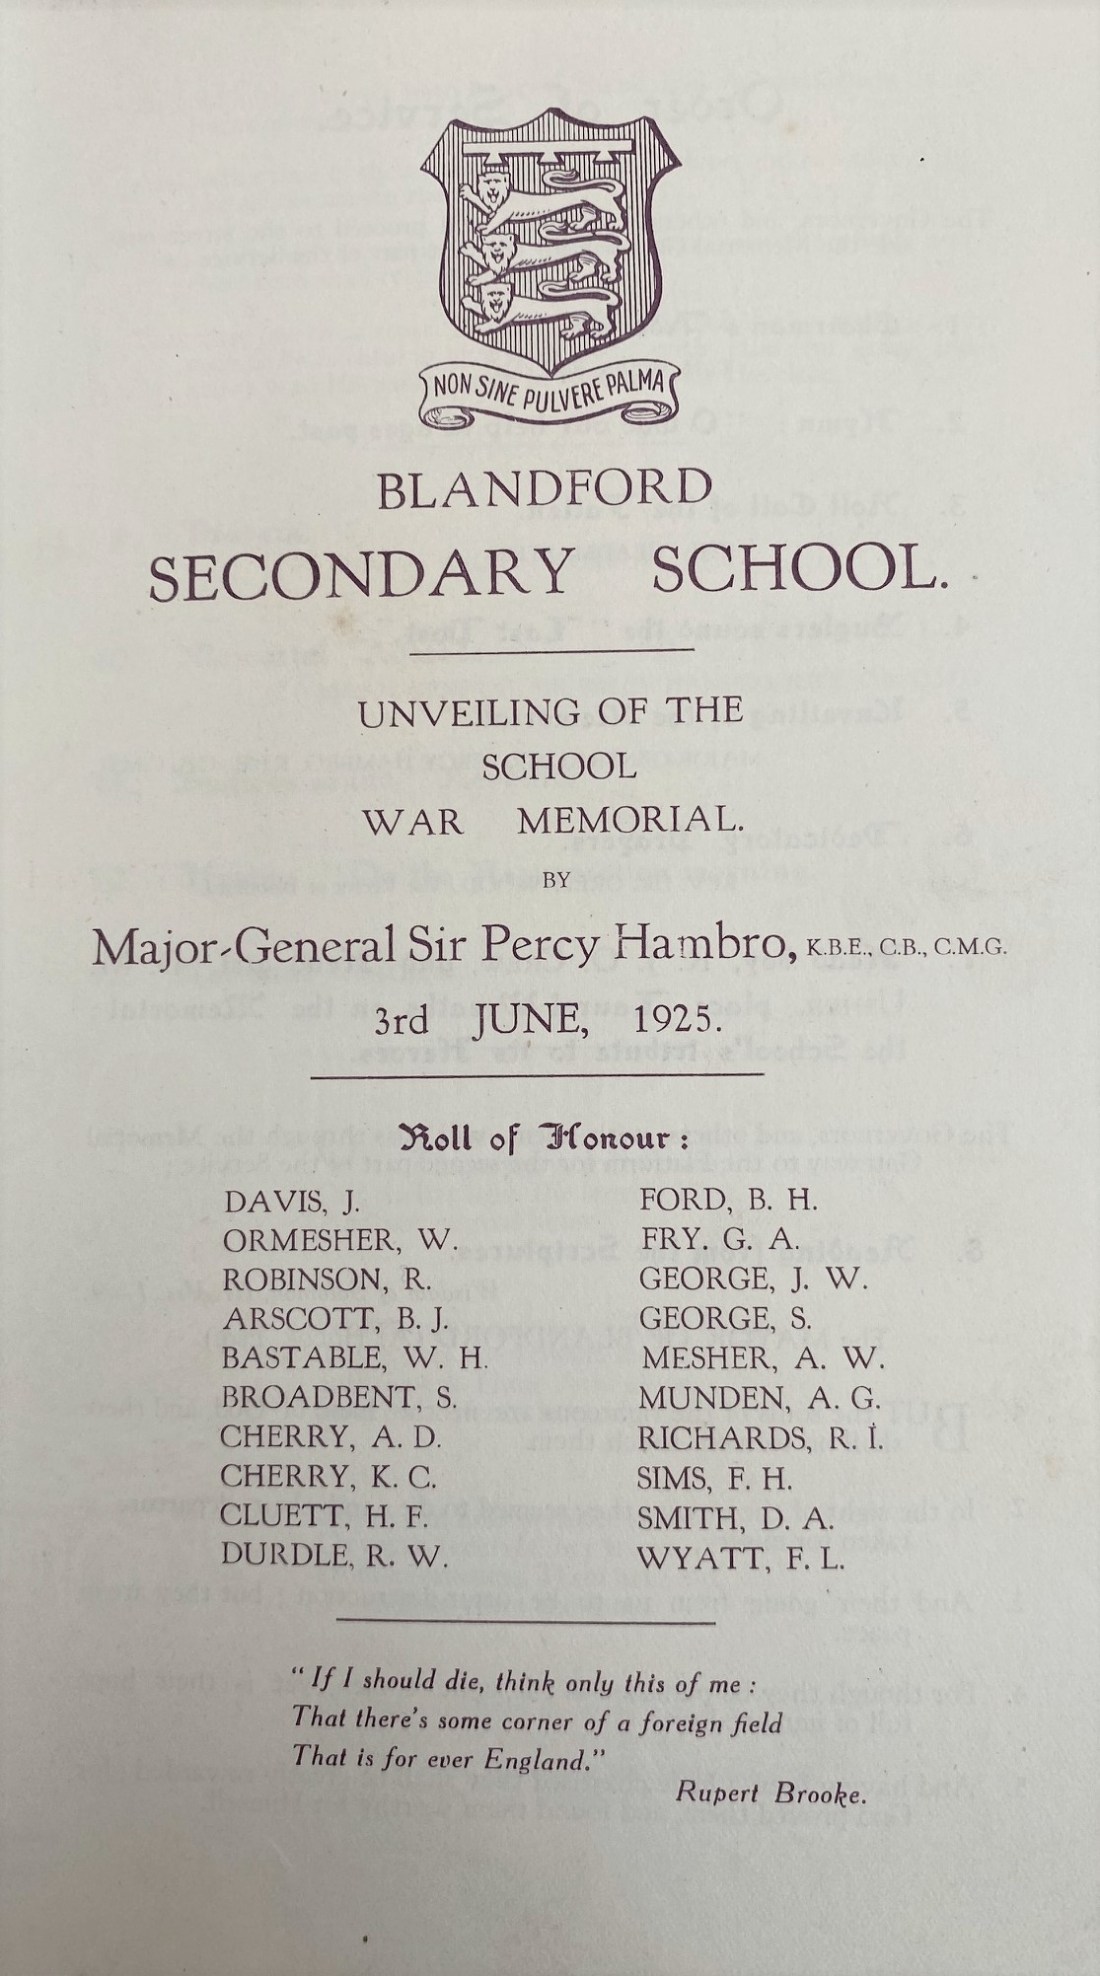 NON SINE PULVERE PALMA
BLANDFORD
SECONDARY SCHOOL.
UNVEILING OF THE
SCHOOL
WAR MEMORIAL.
BY
Major-General Sir Percy Hambro, K.B.E., C.B., C.M.G.
3rd JUNE, 1925.
Roll of Honour:
DAVIS, J.
ORMESHER, W.
ROBINSON, R.
ARSCOTT, B. J.
BASTABLE, W. H.
BROADBENT, S.
CHERRY, A. D.
CHERRY, K. C.
CLUETT, H. F.
DURDLE, R. W.
FORD, B. H.
FRY. G. A.
GEORGE, J. W.
GEORGE, S.
MESHER, A. W.
MUNDEN, A. G.
RICHARDS, R. I.
SIMS, F. H.
SMITH, D. A.
WYATT, F. L.
"If I should die, think only this of me :
That there's some corner of a foreign field
That is for ever England."
Rupert Brooke.